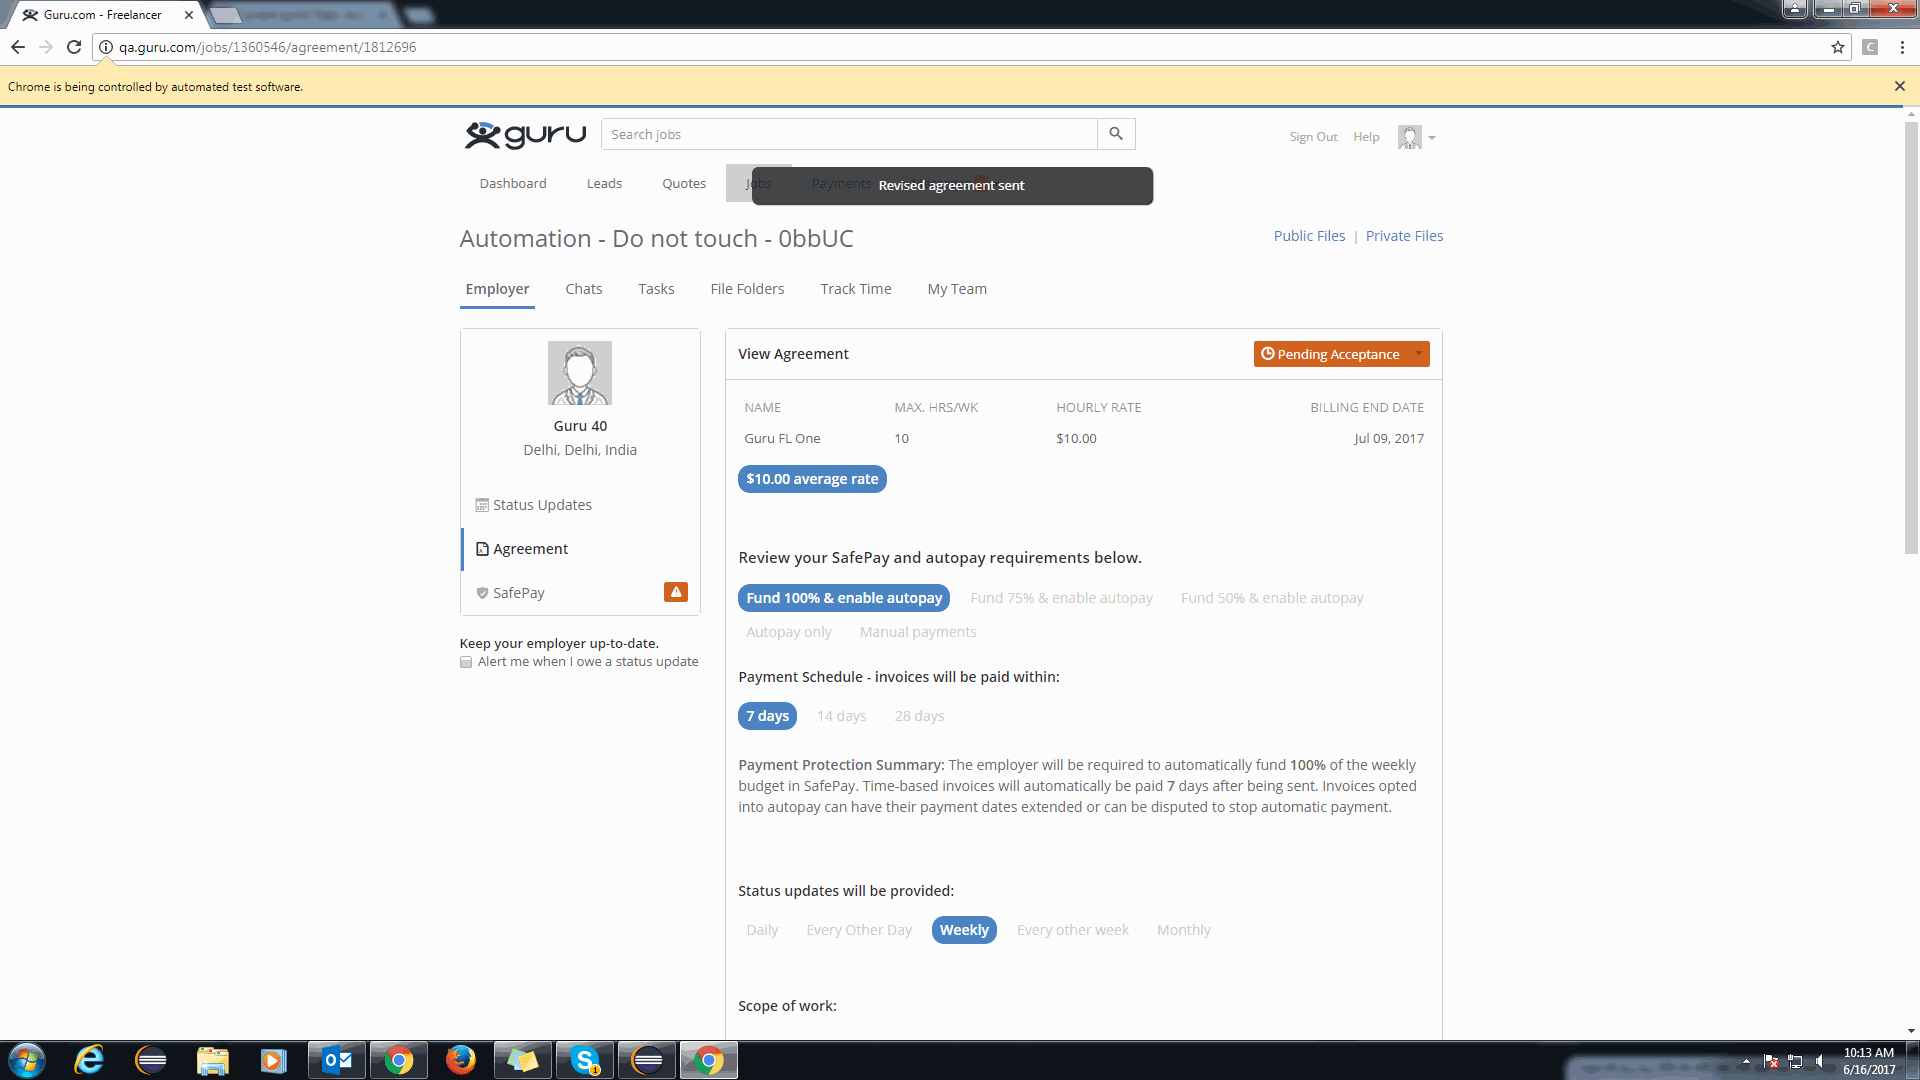 Guru.com - Freelancer
qa.guru.com/jobs/1360546/agreement/1812696
C
Chrome is being controlled by automated test software.
guru
Search jobs
Sign Out Help
Dashboard Leads Quotes Jobs Payments
Revised agreement sent
Automation - Do not touch - 0bbUC
Public Files | Private Files
Employer Chats Tasks File Folders Track Time My Team
Guru 40
Delhi, Delhi, India
Status Updates
Agreement
SafePay
Keep your employer up-to-date.
Alert me when I owe a status update
View Agreement
Pending Acceptance
NAME MAX. HRS/WK HOURLY RATE BILLING END DATE
Guru FL One 10 $10.00 Jul 09, 2017
$10.00 average rate
Review your SafePay and autopay requirements below.
Fund 100% & enable autopay Fund 75% & enable autopay Fund 50% & enable autopay
Autopay only Manual payments
Payment Schedule - invoices will be paid within:
7 days 14 days 28 days
Payment Protection Summary: The employer will be required to automatically fund 100% of the weekly
budget in SafePay. Time-based invoices will automatically be paid 7 days after being sent. Invoices opted
into autopay can have their payment dates extended or can be disputed to stop automatic payment.
Status updates will be provided:
Daily Every Other Day Weekly Every other week Monthly
Scope of work:
10:13 AM
6/16/2017